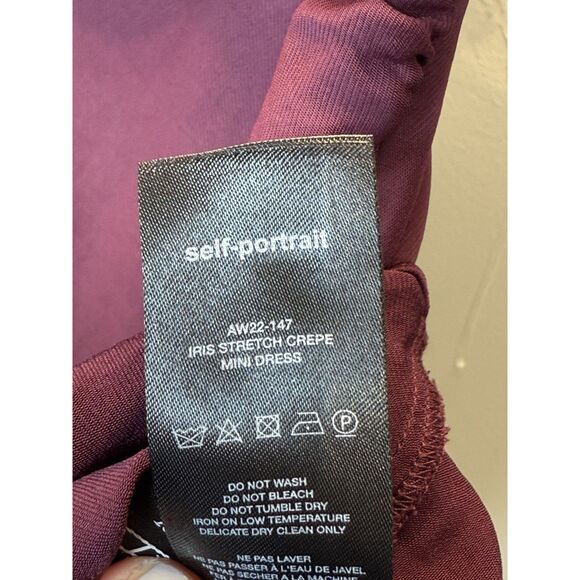 self-portrait
AW22-147
IRIS STRETCH CREPE
MINI DRESS
P
DO NOT WASH
DO NOT BLEACH
DO NOT TUMBLE DRY
IRON ON LOW TEMPERATURE
DELICATE DRY CLEAN ONLY
NE PAS LAVER
NE PAS SÉCHER A L'EAU DE JAVEL
NE PAS SÉCHER A LA MACHINE